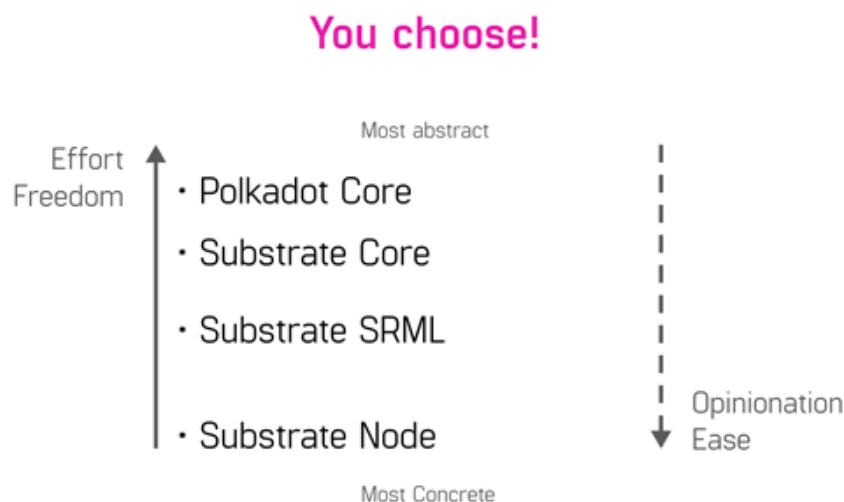 You choose!
Most abstract
Effort
Freedom
· Polkadot Core
· Substrate Core
· Substrate SRML
· Substrate Node
Opinionation
Ease
Most Concrete